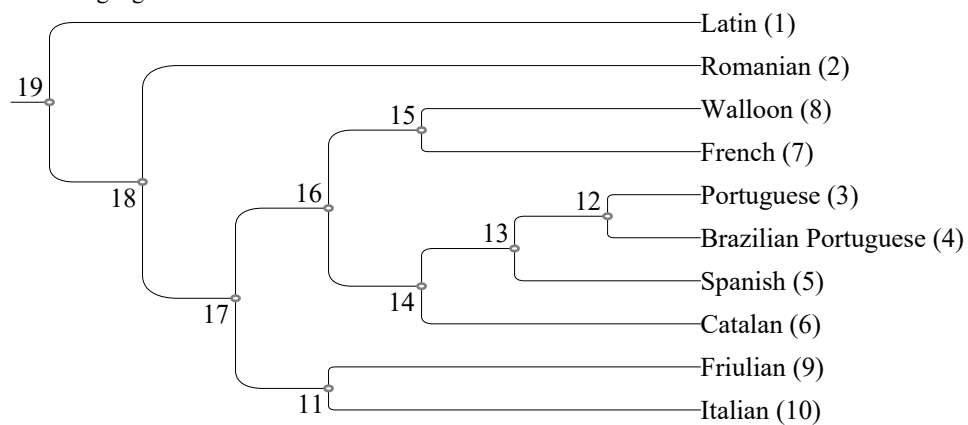 Latin (1)
Romanian (2)
19
Walloon (8)
15
French (7)
18
16
Portuguese (3)
12
Brazilian Portuguese (4)
13
Spanish (5)
14
17
Catalan (6)
Friulian (9)
11
Italian (10)